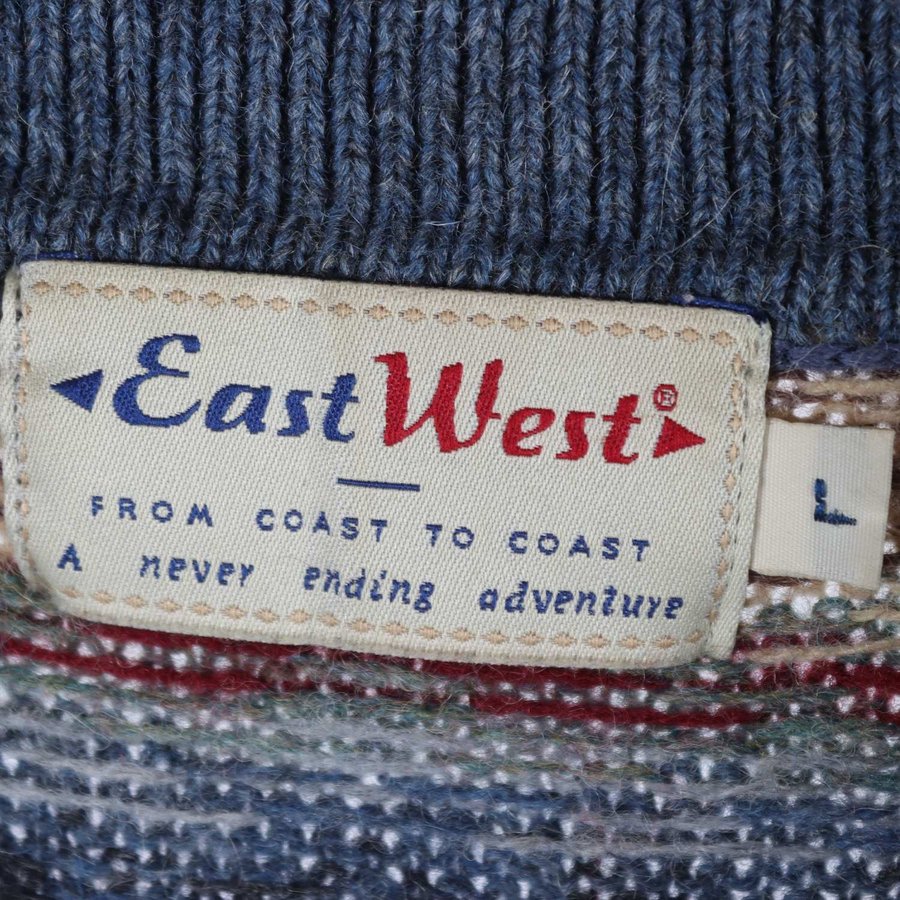 East West ®
FROM COAST TO COAST
A never ending adventure
L